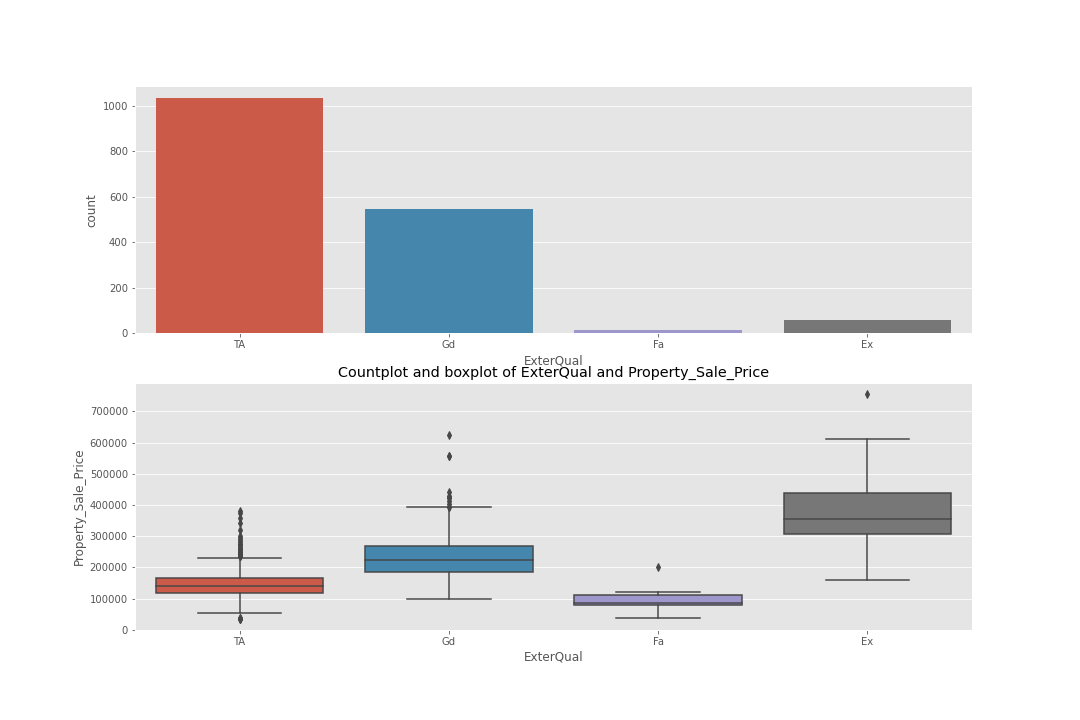 1000
800
600
400
200
0
count
TA Gd Fa Ex
ExterQual
Countplot and boxplot of ExterQual and Property_Sale_Price
700000
600000
500000
400000
300000
200000
100000
0
Property_Sale_Price
TA Gd Fa Ex
ExterQual